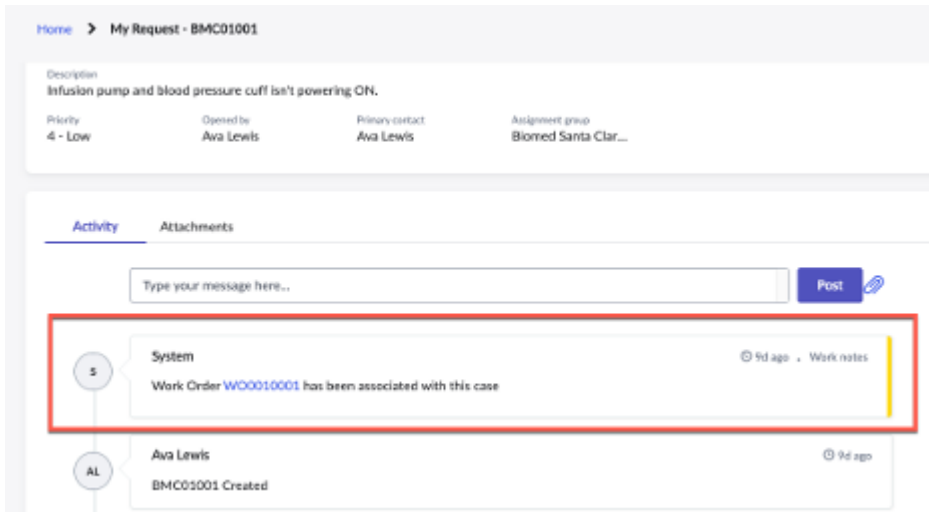 Home > My Request - BMC01001
Description
Infusion pump and blood pressure cuff isn't powering ON.
Priority Opened by Primary contact Assignment group
4 - Low Ava Lewis Ava Lewis Biomed Santa Clar...
Activity Attachments
Type your message here... Post
S System 9d ago . Work notes
Work Order WO0010001 has been associated with this case
AL Ava Lewis 9d ago
BMC01001 Created